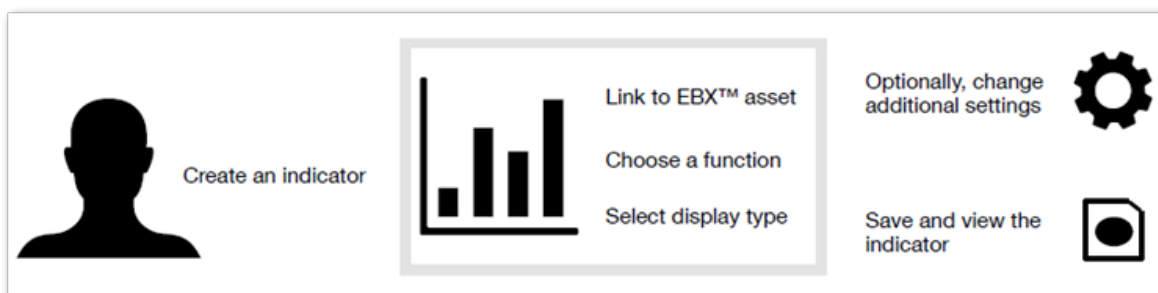 Create an indicator
Link to EBX™ asset
Choose a function
Select display type
Optionally, change
additional settings
Save and view the
indicator